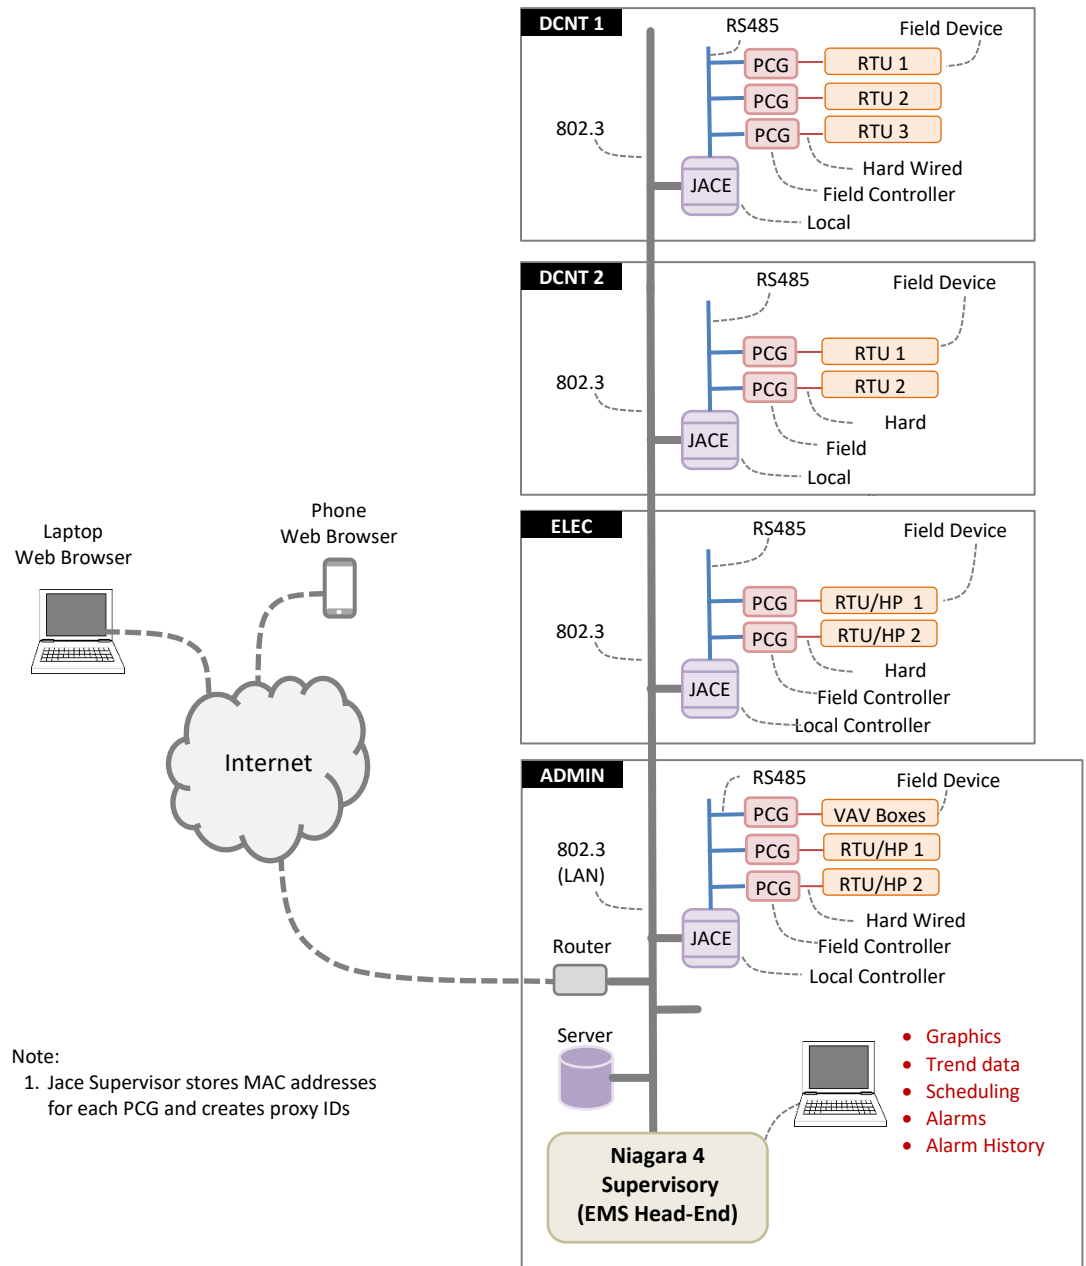 DCNT 1
RS485
Field Device
PCG
RTU 1
PCG
RTU 2
802.3
PCG
RTU 3
Hard Wired
JACE
Field Controller
Local
DCNT 2
RS485
Field Device
PCG
RTU 1
802.3
PCG
RTU 2
Hard
JACE
Field
Local
Phone
Web Browser
Laptop
Web Browser
ELEC
RS485
Field Device
PCG
RTU/HP 1
802.3
PCG
RTU/HP 2
Hard
JACE
Field Controller
Local Controller
Internet
ADMIN
RS485
Field Device
PCG
VAV Boxes
802.3
(LAN)
PCG
RTU/HP 1
PCG
RTU/HP 2
Hard Wired
JACE
Field Controller
Router
Local Controller
Server
• Graphics
• Trend data
• Scheduling
• Alarms
• Alarm History
Note:
1. Jace Supervisor stores MAC addresses
for each PCG and creates proxy IDs
Niagara 4
Supervisory
(EMS Head-End)